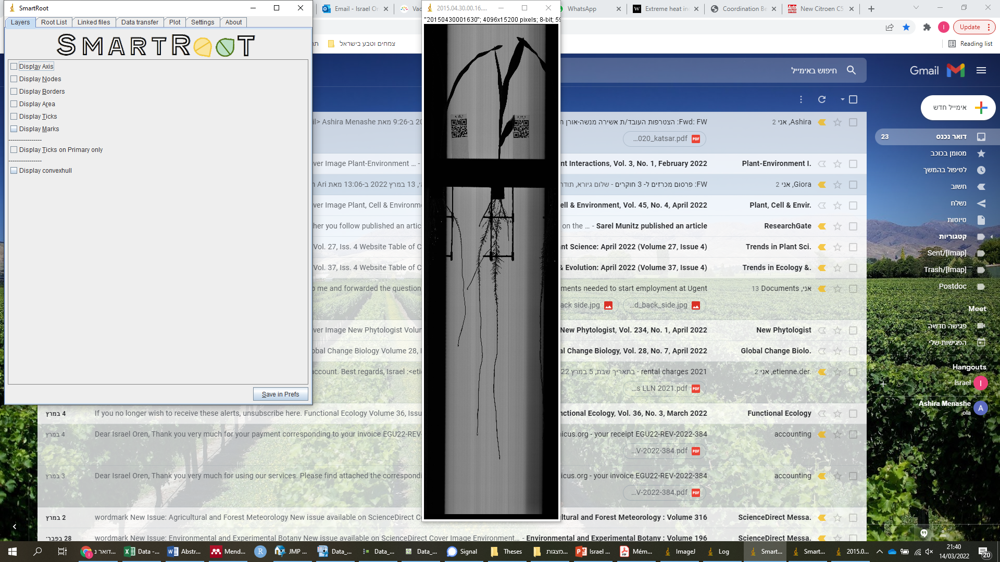 SmartRoot
Layers
Root List
Linked files
Data transfer
Plot
Settings
About
SMARTROOT
Display Axis
Display Nodes
Display Borders
Display Area
Display Ticks
Display Marks
----------------
Display Ticks on Primary only
----------------
Display convexhull
Save in Prefs
2015.04.30.00.16....
"20150430001630"; 4096x15200 pixels; 8-bit; 59
Email - Israel Or
WhatsApp
Extreme heat in
Coordination Be
New Citroen C5
Update
צמחים וטבע בישראל
Reading list
חיפוש באימייל
Gmail
אימייל חדש
דואר נכנס
23
מסומן בכוכב
לטיפול בהמשך
חשוב
נשלח
טיוטות
קטגוריות
Sent/[Imap]
Trash/[Imap]
Postdoc
Meet
פגישה חדשה
הפגישות שלי
Hangouts
Israel
Ashira Menashe
ola
Ashira, אני 2
Fwd: FW: הצטרפות העובד/ת אשירה מנשה-אורן
...020_katsar.pdf
Plant-Environment I.
nt Interactions, Vol. 3, No. 1, February 2022
ver Image Plant-Environment ... -
Giora, אני 2
FW: פרסום מכרזים ל- 3 חוקרים - שלום גיורא,
13 במרץ 2022 ב-13:06 מאת Ari
Plant, Cell & Envir.
ell & Environment, Vol. 45, No. 4, April 2022
ver Image Plant, Cell & Environm
ResearchGate
on the ... - Sarel Munitz published an article
her you follow published an artic
Trends in Plant Sci.
nt Science: April 2022 (Volume 27, Issue 4)
Vol. 27, Iss. 4 Website Table of C
Trends in Ecology &.
& Evolution: April 2022 (Volume 37, Issue 4)
Vol. 37, Iss. 4 Website Table of C
אני, Documents 13
ments needed to start employment at Ugent
me and forwarded the question
ack side.jpg
...d_back_side.jpg
New Phytologist
New Phytologist, Vol. 234, No. 1, April 2022
ver Image New Phytologist Volur
Global Change Biolo.
al Change Biology, Vol. 28, No. 7, April 2022
obal Change Biology Volume 28, I
etienne.der., אני 2
rental charges 2021 - בתאריך שבת, 5 במרץ 22
account. Best regards, Israel :<etie
...s LLN 2021.pdf
Functional Ecology
nctional Ecology, Vol. 36, No. 3, March 2022
If you no longer wish to receive these alerts, unsubscribe here. Functional Ecology Volume 36, Issu
4 במרץ
accounting
nicus.org - your receipt EGU22-REV-2022-384
Dear Israel Oren, Thank you very much for your payment corresponding to your invoice EGU22-REV-
4 במרץ
...V-2022-384.pdf
accounting
nicus.org - your invoice EGU22-REV-2022-384
Dear Israel Oren, Thank you very much for using our services. Please find attached the correspondi
3 במרץ
...V-2022-384.pdf
ScienceDirect Messa.
ultural and Forest Meteorology : Volume 316
wordmark New Issue: Agricultural and Forest Meteorology New issue available on ScienceDirect Co
2 במרץ
ScienceDirect Messa.
wordmark New Issue: Environmental and Experimental Botany New issue available on ScienceDirect Cover Image Environment... - Environmental and Experimental Botany : Volume 196
28 בפבר׳
דואר נ...
Data -...
Abstr...
Mend...
JMP ...
Data_...
Data_...
Data_...
Signal
Theses
מצגות...
Israel ...
Mém...
ImageJ
Log
Smart...
Smart...
2015.0...
21:40
14/03/2022
20